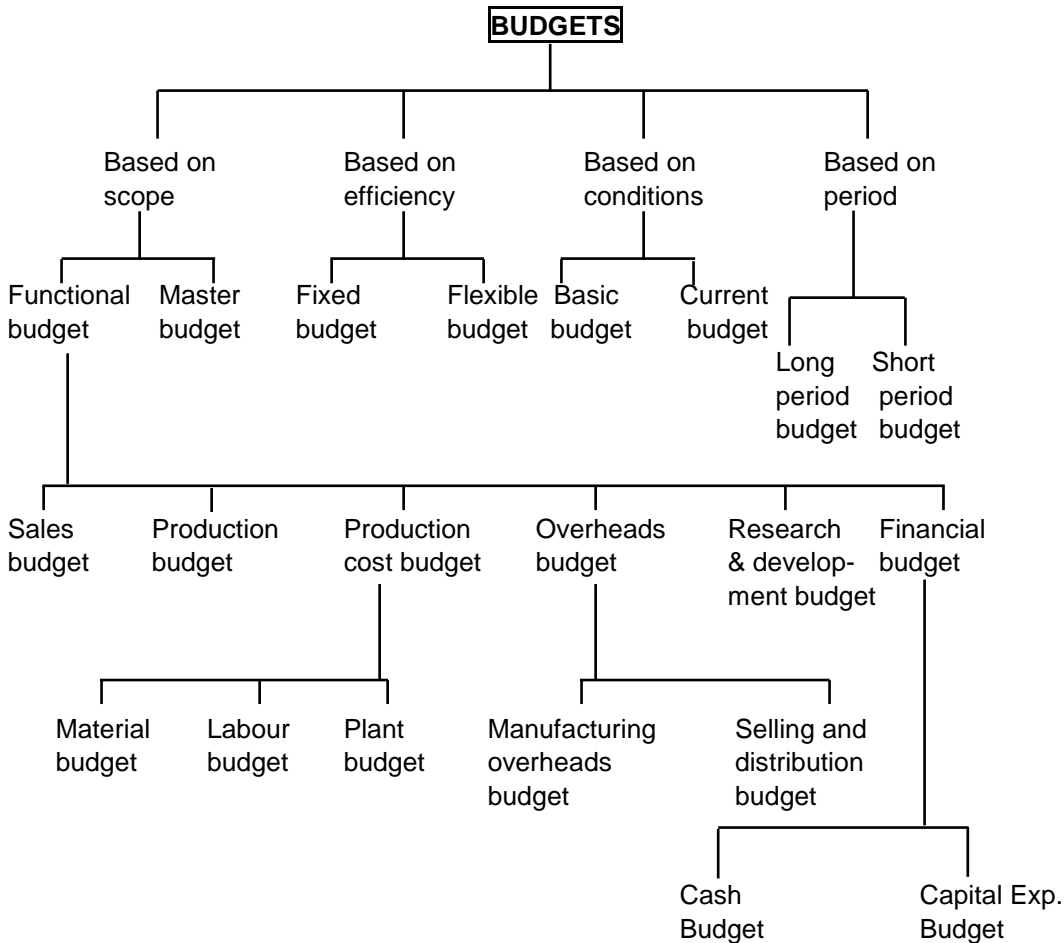 BUDGETS
Based on
scope
Based on
efficiency
Based on
conditions
Based on
period
Functional
budget
Master
budget
Fixed
budget
Flexible
budget
Basic
budget
Current
budget
Long
period
budget
Short
period
budget
Sales
budget
Production
budget
Production
cost budget
Overheads
budget
Research
& develop-
ment budget
Financial
budget
Material
budget
Labour
budget
Plant
budget
Manufacturing
overheads
budget
Selling and
distribution
budget
Cash
Budget
Capital Exp.
Budget